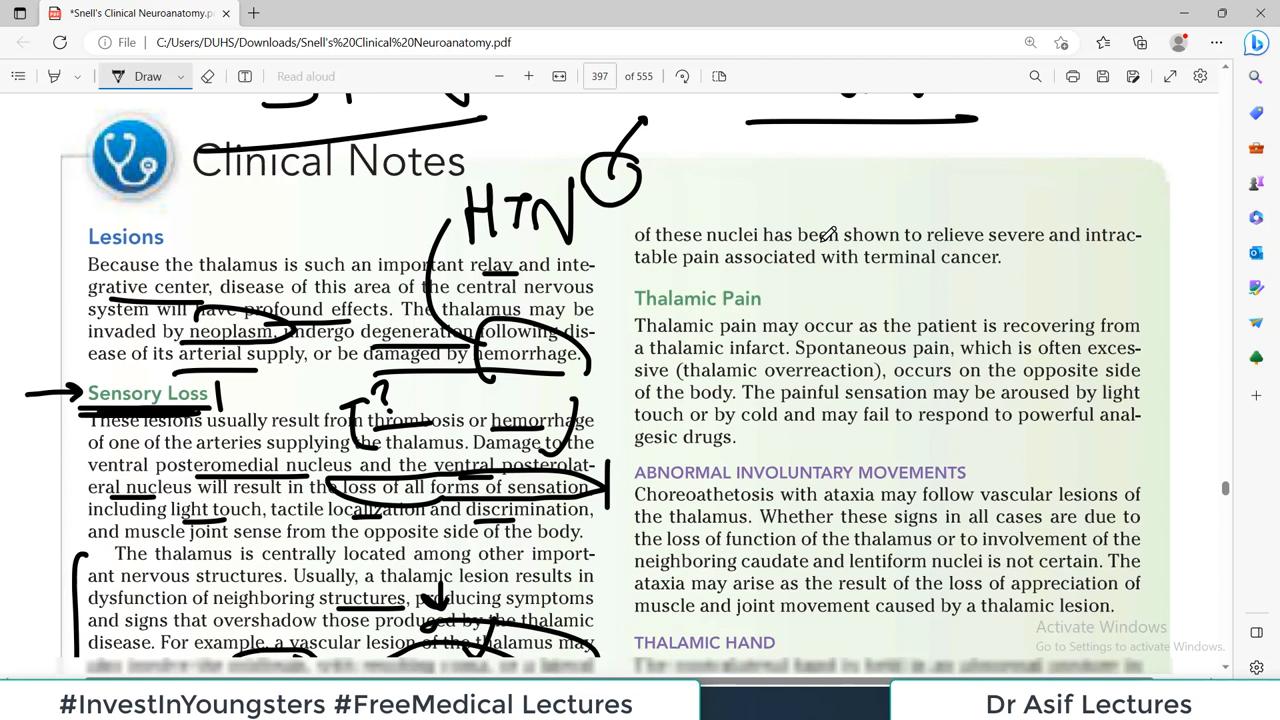 *Snell's Clinical Neuroanatomy.p
File
C:/Users/DUHS/Downloads/Snell's%20Clinical%20Neuroanatomy.pdf
Draw
Read aloud
397 of 555
Clinical Notes
HTN
Lesions
Because the thalamus is such an important relay and inte-
grative center, disease of this area of the central nervous
system will have profound effects. The thalamus may be
invaded by neoplasm undergo degeneration following dis-
ease of its arterial supply, or be damaged by hemorrhage.
Sensory Loss
?
These lesions usually result from thrombosis or hemorrhage
of one of the arteries supplying the thalamus. Damage to the
ventral posteromedial nucleus and the ventral posterolat-
eral nucleus will result in the loss of all forms of sensation,
including light touch, tactile localization and discrimination,
and muscle joint sense from the opposite side of the body.
The thalamus is centrally located among other import-
ant nervous structures. Usually, a thalamic lesion results in
dysfunction of neighboring structures, producing symptoms
and signs that overshadow those produced by the thalamic
disease. For example, a vascular lesion of the thalamus may
of these nuclei has been shown to relieve severe and intrac-
table pain associated with terminal cancer.
Thalamic Pain
Thalamic pain may occur as the patient is recovering from
a thalamic infarct. Spontaneous pain, which is often exces-
sive (thalamic overreaction), occurs on the opposite side
of the body. The painful sensation may be aroused by light
touch or by cold and may fail to respond to powerful anal-
gesic drugs.
ABNORMAL INVOLUNTARY MOVEMENTS
Choreoathetosis with ataxia may follow vascular lesions of
the thalamus. Whether these signs in all cases are due to
the loss of function of the thalamus or to involvement of the
neighboring caudate and lentiform nuclei is not certain. The
ataxia may arise as the result of the loss of appreciation of
muscle and joint movement caused by a thalamic lesion.
THALAMIC HAND
Activate Windows
Go to Settings to activate Windows.
#InvestInYoungsters #FreeMedical Lectures
Dr Asif Lectures